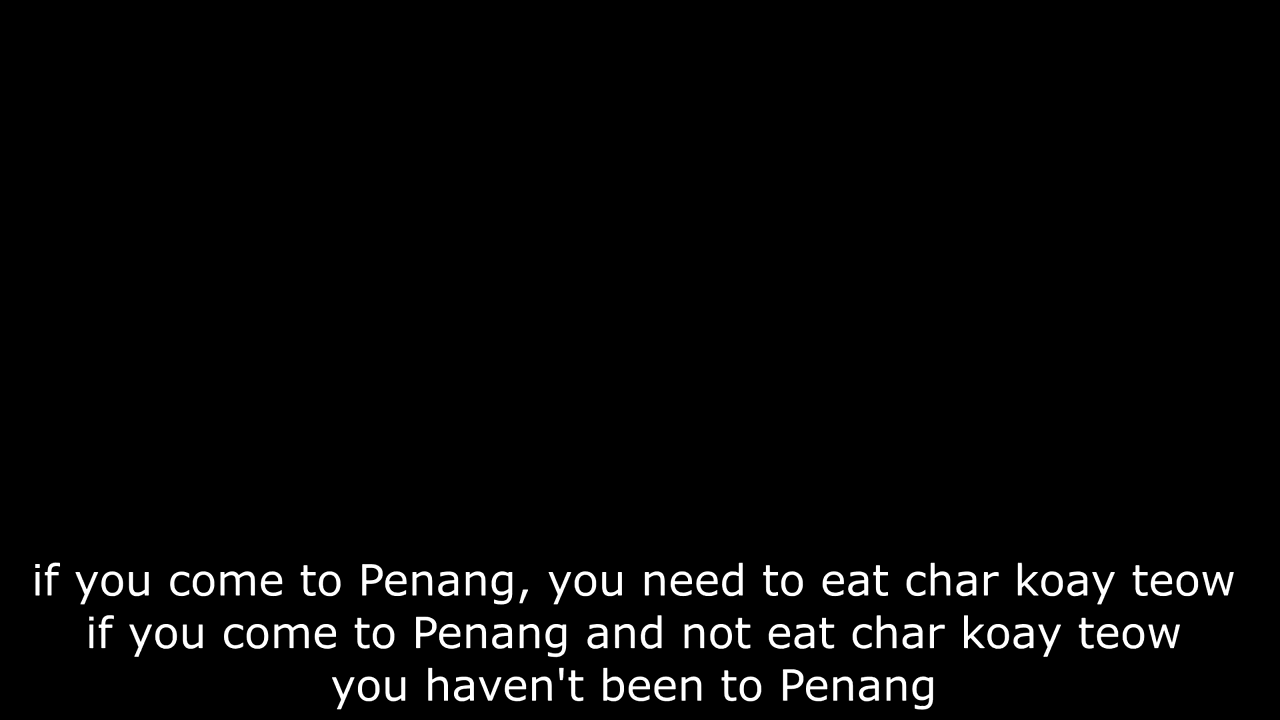 if you come to Penang, you need to eat char koay teow
if you come to Penang and not eat char koay teow
you haven't been to Penang